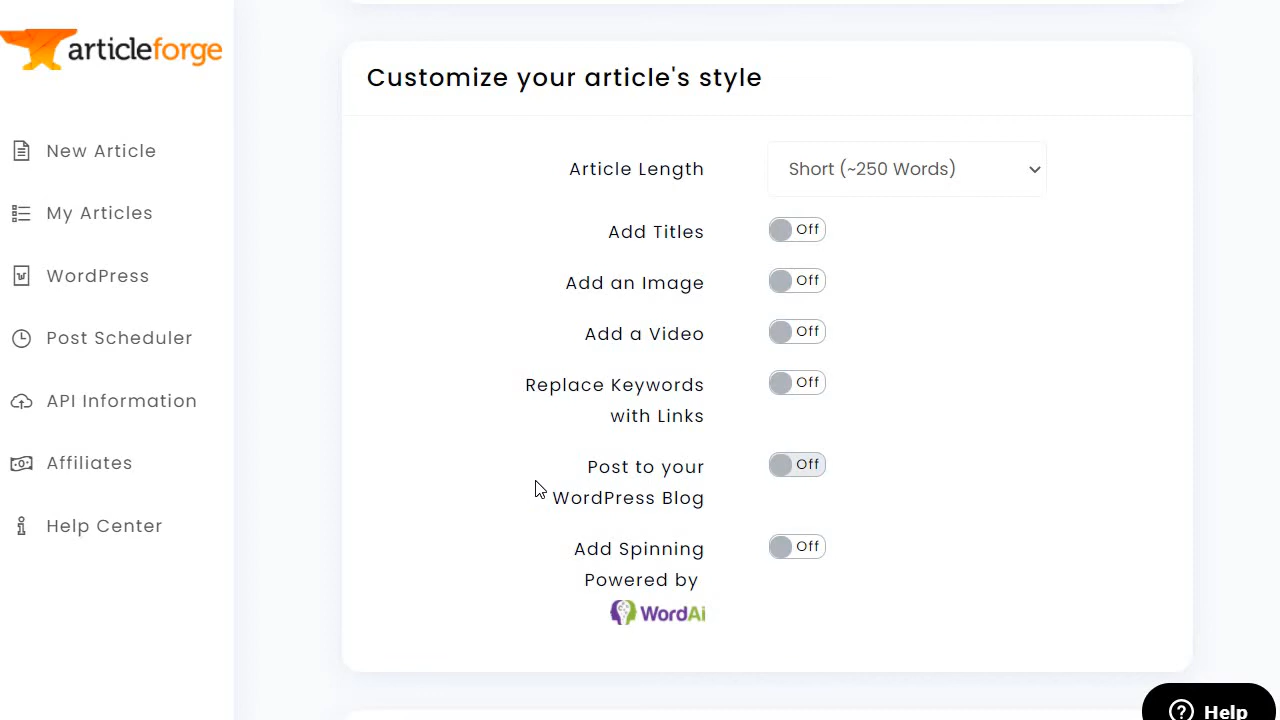 articleforge
New Article
My Articles
WordPress
Post Scheduler
API Information
Affiliates
Help Center
Customize your article's style
Article Length
Short (~250 Words)
Add Titles
Off
Add an Image
Off
Add a Video
Off
Replace Keywords
with Links
Off
Post to your
WordPress Blog
Off
Add Spinning
Powered by
WordAi
Off
Help